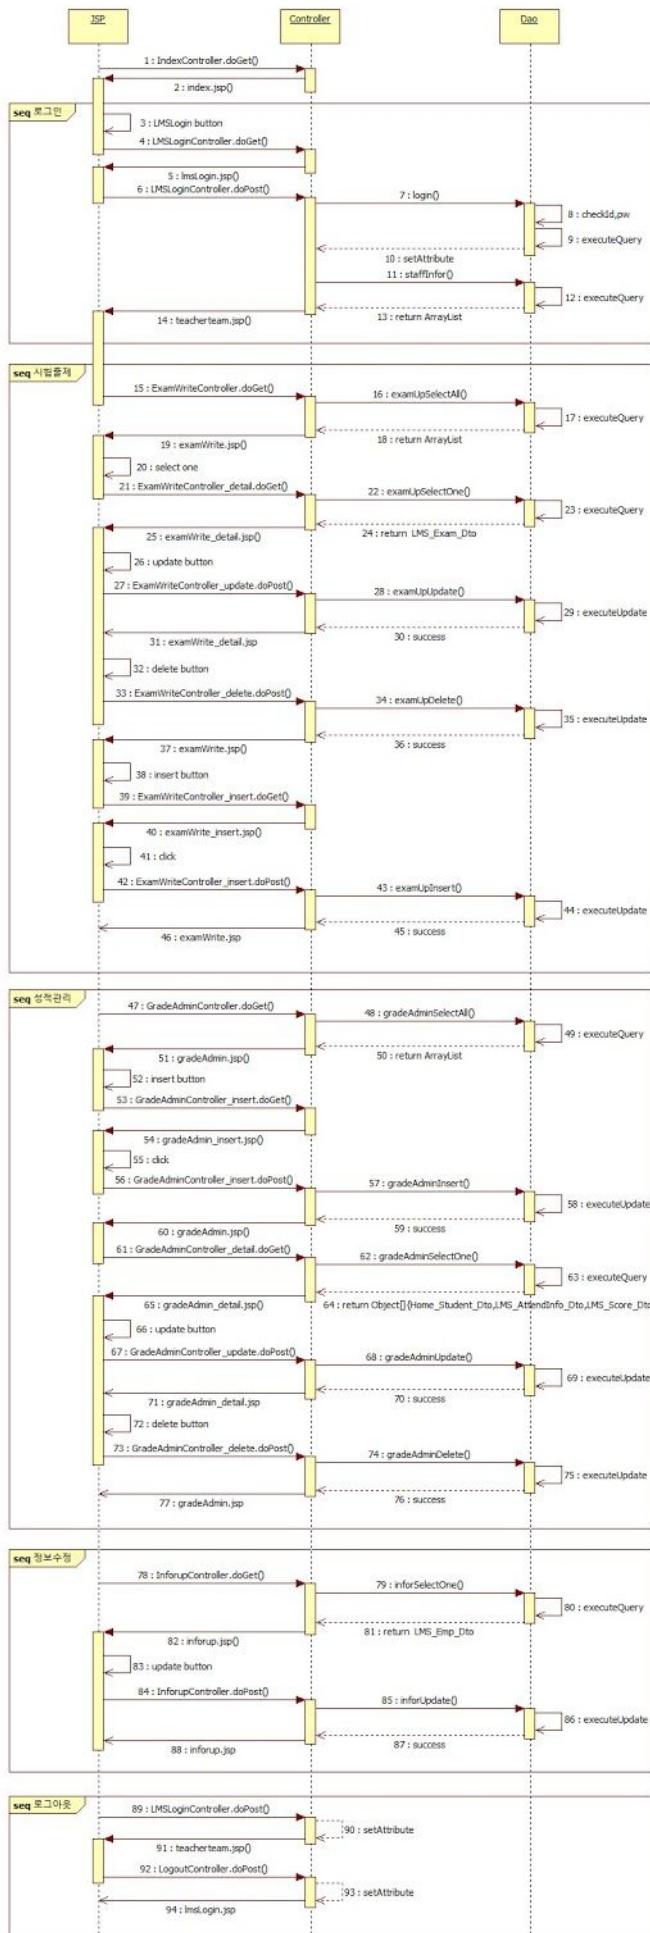 JSP
Controller
Dao
1 : IndexController.doGet()
2 : index.jsp()
seq 로그인
3 : LMSLogin button
4 : LMSLoginController.doGet()
5 : lmsLogin.jsp()
6 : LMSLoginController.doPost()
7 : login()
8 : checkId,pw
9 : executeQuery
10 : setAttribute
11 : staffInfor()
12 : executeQuery
13 : return ArrayList
14 : teacherteam.jsp()
seq 시험출제
15 : ExamWriteController.doGet()
16 : examUpSelectAll()
17 : executeQuery
18 : return ArrayList
19 : examWrite.jsp()
20 : select one
21 : ExamWriteController_detail.doGet()
22 : examUpSelectOne()
23 : executeQuery
24 : return LMS_Exam_Dto
25 : examWrite_detail.jsp()
26 : update button
27 : ExamWriteController_update.doPost()
28 : examUpUpdate()
29 : executeUpdate
30 : success
31 : examWrite_detail.jsp
32 : delete button
33 : ExamWriteController_delete.doPost()
34 : examUpDelete()
35 : executeUpdate
36 : success
37 : examWrite.jsp()
38 : insert button
39 : ExamWriteController_insert.doGet()
40 : examWrite_insert.jsp()
41 : click
42 : ExamWriteController_insert.doPost()
43 : examUpInsert()
44 : executeUpdate
45 : success
46 : examWrite.jsp
seq 성적관리
47 : GradeAdminController.doGet()
48 : gradeAdminSelectAll()
49 : executeQuery
50 : return ArrayList
51 : gradeAdmin.jsp()
52 : insert button
53 : GradeAdminController_insert.doGet()
54 : gradeAdmin_insert.jsp()
55 : click
56 : GradeAdminController_insert.doPost()
57 : gradeAdminInsert()
58 : executeUpdate
59 : success
60 : gradeAdmin.jsp()
61 : GradeAdminController_detail.doGet()
62 : gradeAdminSelectOne()
63 : executeQuery
64 : return Object[]{Home_Student_Dto,LMS_AttendInfo_Dto,LMS_Score_Dto
65 : gradeAdmin_detail.jsp()
66 : update button
67 : GradeAdminController_update.doPost()
68 : gradeAdminUpdate()
69 : executeUpdate
70 : success
71 : gradeAdmin_detail.jsp
72 : delete button
73 : GradeAdminController_delete.doPost()
74 : gradeAdminDelete()
75 : executeUpdate
76 : success
77 : gradeAdmin.jsp
seq 정보수정
78 : InforupController.doGet()
79 : inforSelectOne()
80 : executeQuery
81 : return LMS_Emp_Dto
82 : inforup.jsp()
83 : update button
84 : InforupController.doPost()
85 : inforUpdate()
86 : executeUpdate
87 : success
88 : inforup.jsp
seq 로그아웃
89 : LMSLoginController.doPost()
90 : setAttribute
91 : teacherteam.jsp()
92 : LogoutController.doPost()
93 : setAttribute
94 : lmsLogin.jsp